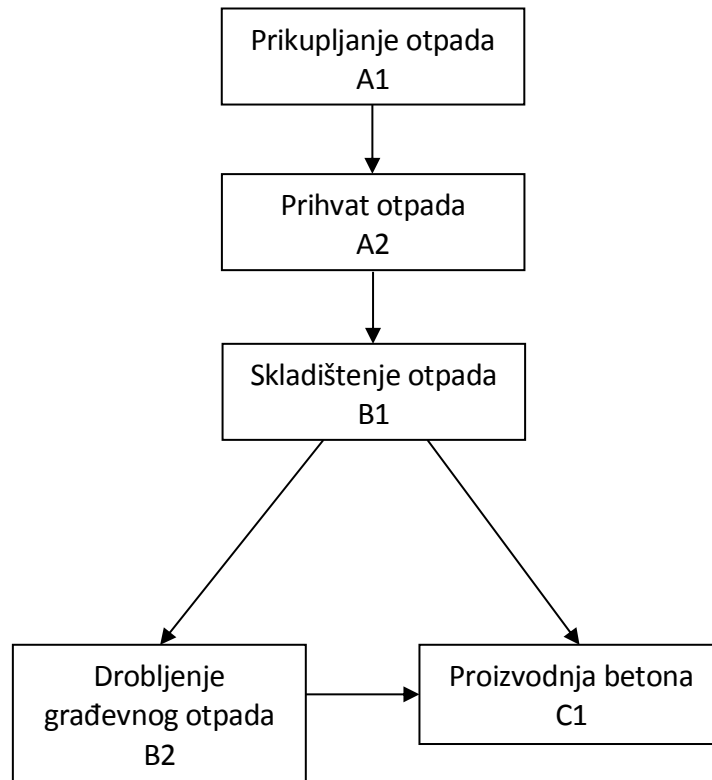 Prikupljanje otpada
A1
Prihvat otpada
A2
Skladištenje otpada
B1
Drobljenje
građevnog otpada
B2
Proizvodnja betona
C1